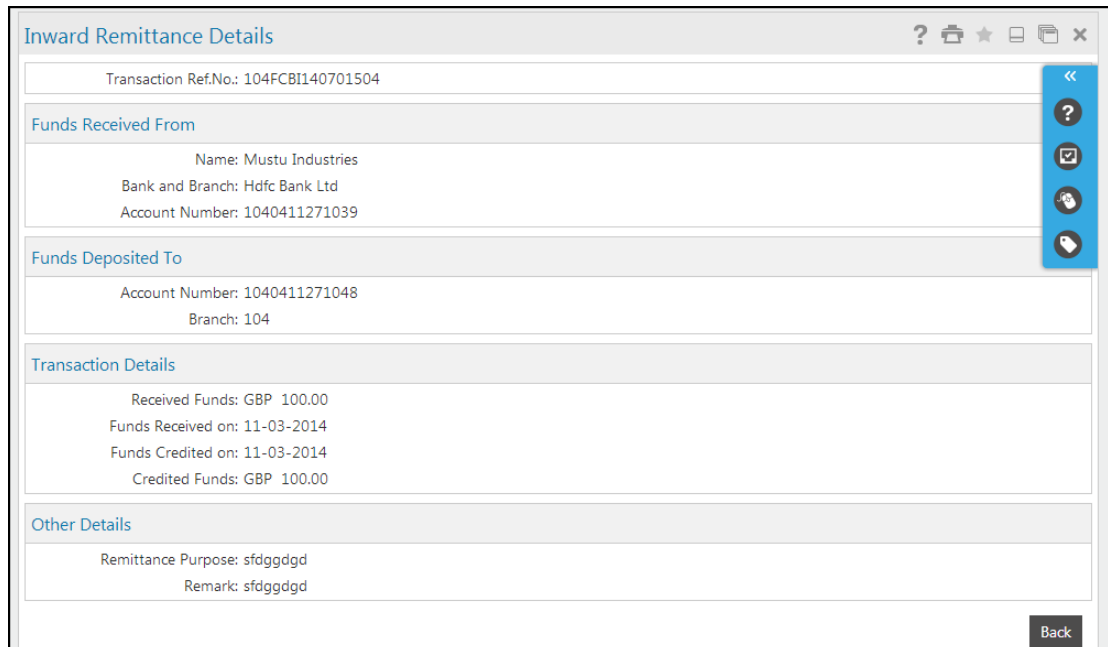 Inward Remittance Details
Transaction Ref.No.: 104FCBI140701504
Funds Received From
Name: Mustu Industries
Bank and Branch: Hdfc Bank Ltd
Account Number: 1040411271039
Funds Deposited To
Account Number: 1040411271048
Branch: 104
Transaction Details
Received Funds: GBP 100.00
Funds Received on: 11-03-2014
Funds Credited on: 11-03-2014
Credited Funds: GBP 100.00
Other Details
Remittance Purpose: sfdggdgd
Remark: sfdggdgd
Back